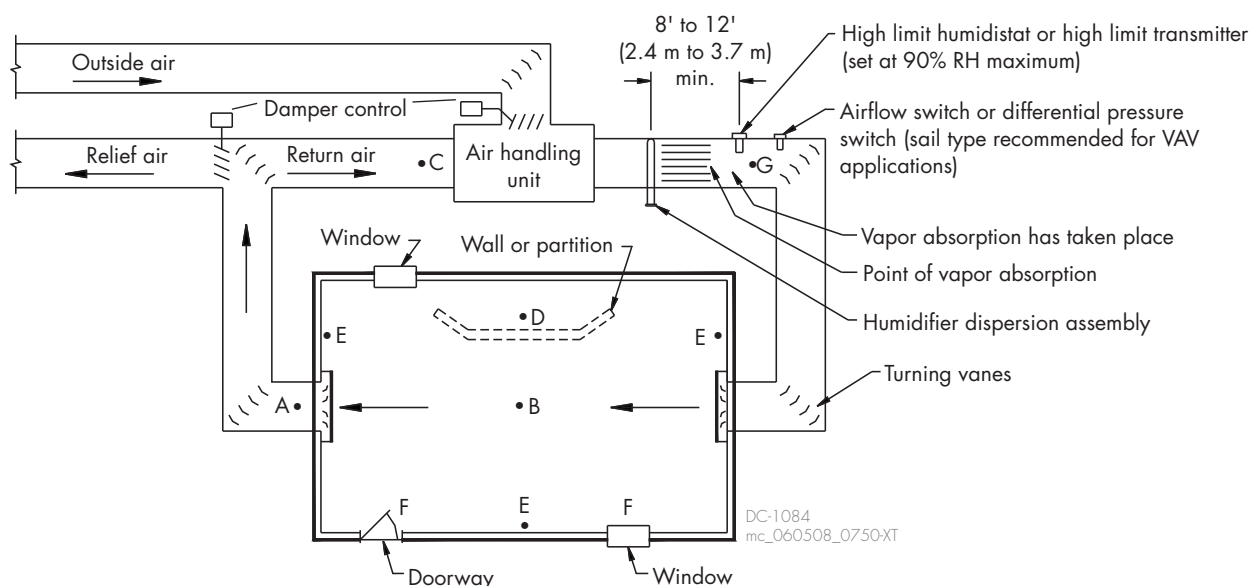 8' to 12'
(2.4 m to 3.7 m)
min.
High limit humidistat or high limit transmitter
(set at 90% RH maximum)
Outside air
Damper control
Airflow switch or differential pressure
switch (sail type recommended for VAV
applications)
Relief air
Return air
C
Air handling
unit
G
Window
Wall or partition
Vapor absorption has taken place
Point of vapor absorption
D
Humidifier dispersion assembly
E
E
Turning vanes
A
B
F
E
F
DC-1084
mc_060508_0750-XT
Doorway
Window